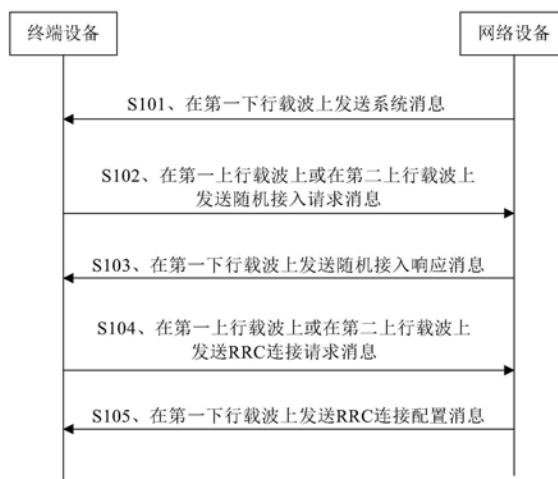 终端设备
网络设备
S101、在第一下行载波上发送系统消息
S102、在第一上行载波上或在第二上行载波上
发送随机接入请求消息
S103、在第一下行载波上发送随机接入响应消息
S104、在第一上行载波上或在第二上行载波上
发送RRC连接请求消息
S105、在第一下行载波上发送RRC连接配置消息